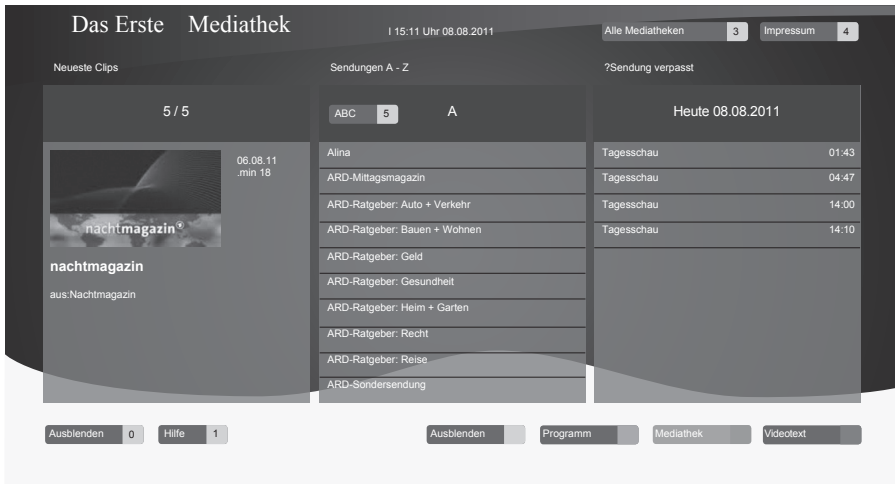 Das Erste Mediathek
I 15:11 Uhr 08.08.2011
Alle Mediatheken 3
Impressum 4
Neueste Clips
Sendungen A - Z
?Sendung verpasst
5 / 5
ABC 5
A
Heute 08.08.2011
06.08.11
.min 18
nachtmagazin
nachtmagazin
aus:Nachtmagazin
Alina
ARD-Mittagsmagazin
ARD-Ratgeber: Auto + Verkehr
ARD-Ratgeber: Bauen + Wohnen
ARD-Ratgeber: Geld
ARD-Ratgeber: Gesundheit
ARD-Ratgeber: Heim + Garten
ARD-Ratgeber: Recht
ARD-Ratgeber: Reise
ARD-Sondersendung
Tagesschau 01:43
Tagesschau 04:47
Tagesschau 14:00
Tagesschau 14:10
Ausblenden 0
Hilfe 1
Ausblenden
Programm
Mediathek
Videotext